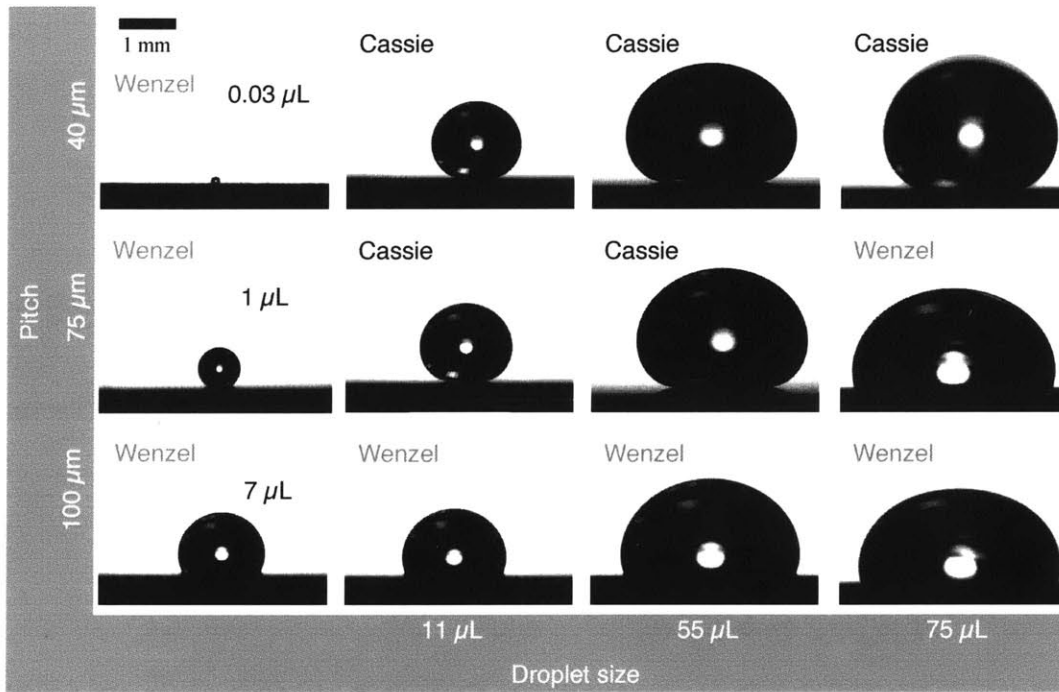 1 mm
Wenzel
0.03 µL
Cassie
Cassie
Cassie
40 µm
Wenzel
1 µL
Cassie
Cassie
Wenzel
Pitch
75 µm
Wenzel
7 µL
Wenzel
Wenzel
Wenzel
100 µm
11 µL
55 µL
75 µL
Droplet size